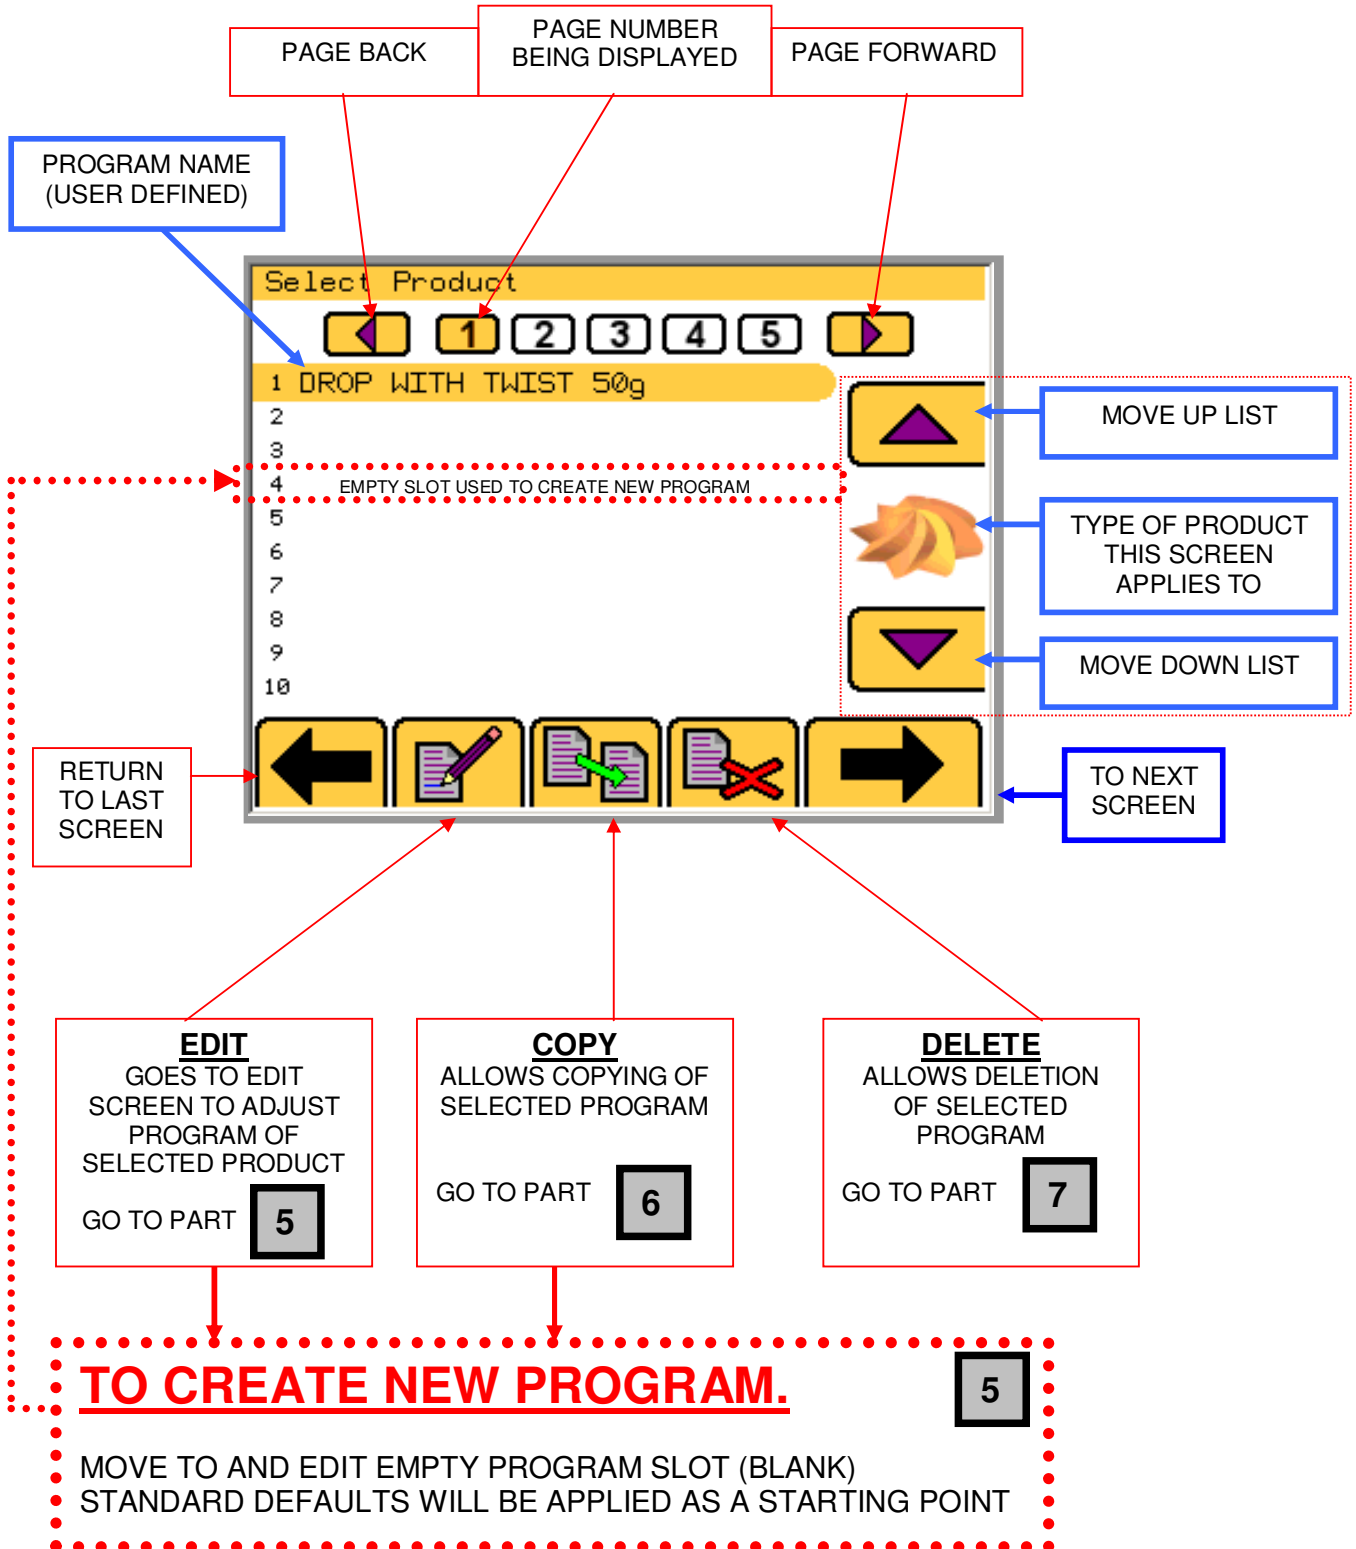 PAGE BACK
PAGE NUMBER
BEING DISPLAYED
PAGE FORWARD
PROGRAM NAME
(USER DEFINED)
Select Product
1 2 3 4 5
1 DROP WITH TWIST 50g
2
3
4 EMPTY SLOT USED TO CREATE NEW PROGRAM
5
6
7
8
9
10
MOVE UP LIST
TYPE OF PRODUCT
THIS SCREEN
APPLIES TO
MOVE DOWN LIST
RETURN
TO LAST
SCREEN
TO NEXT
SCREEN
EDIT
GOES TO EDIT
SCREEN TO ADJUST
PROGRAM OF
SELECTED PRODUCT
GO TO PART 5
COPY
ALLOWS COPYING OF
SELECTED PROGRAM
GO TO PART 6
DELETE
ALLOWS DELETION
OF SELECTED
PROGRAM
GO TO PART 7
TO CREATE NEW PROGRAM. 5
MOVE TO AND EDIT EMPTY PROGRAM SLOT (BLANK)
STANDARD DEFAULTS WILL BE APPLIED AS A STARTING POINT